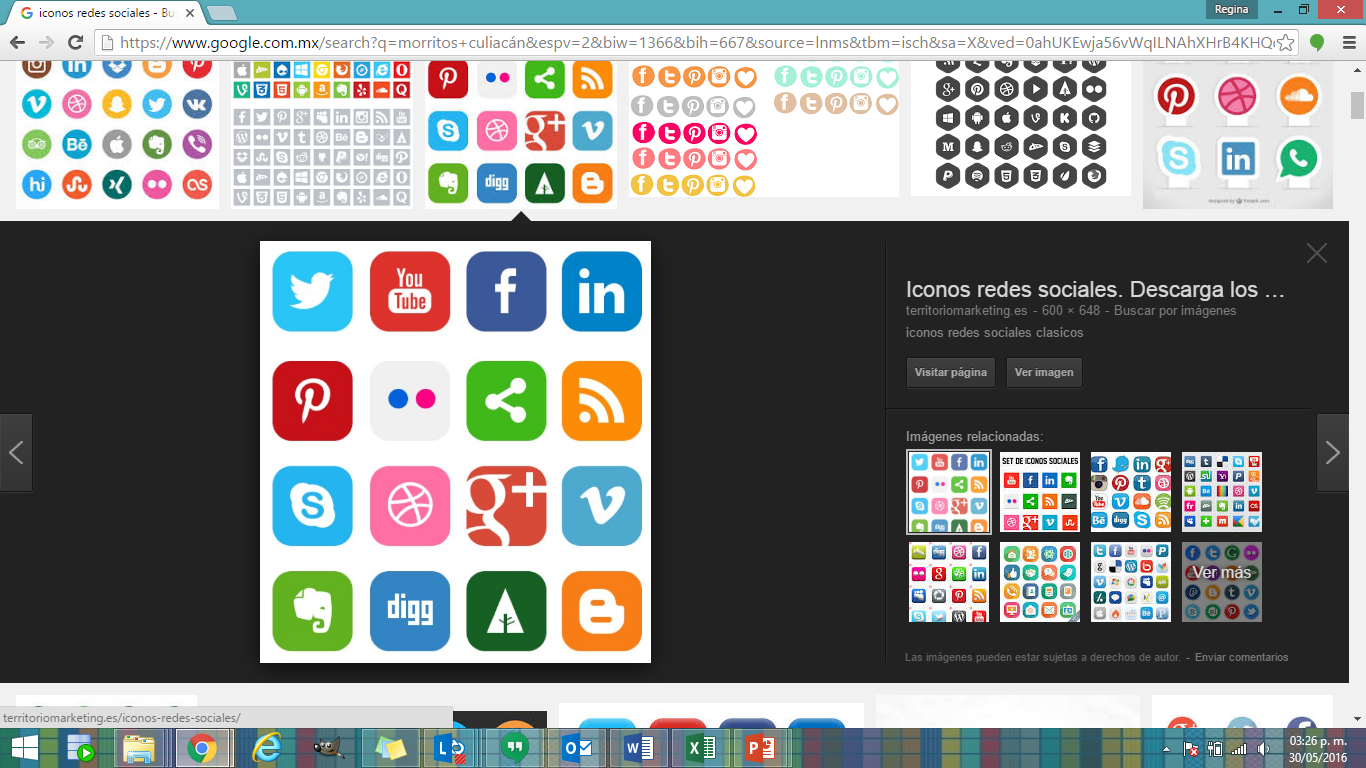 iconos redes sociales - Bu
Regina
https://www.google.com.mx/search?q=morritos+culiacán&espv=2&biw=1366&bih=667&source=lnms&tbm=isch&sa=X&ved=0ahUKEwja56vWqILNAhXHrB4KHQ
You
Tube
f
in
g+
digg
Iconos redes sociales. Descarga los ...
territoriomarketing.es - 600 × 648 - Buscar por imágenes
iconos redes sociales clasicos
Visitar página
Ver imagen
Imágenes relacionadas:
SET DE ICONOS SOCIALES
Ver más
Las imágenes pueden estar sujetas a derechos de autor. - Enviar comentarios
territoriomarketing.es/iconos-redes-sociales/
03:26 p. m.
30/05/2016